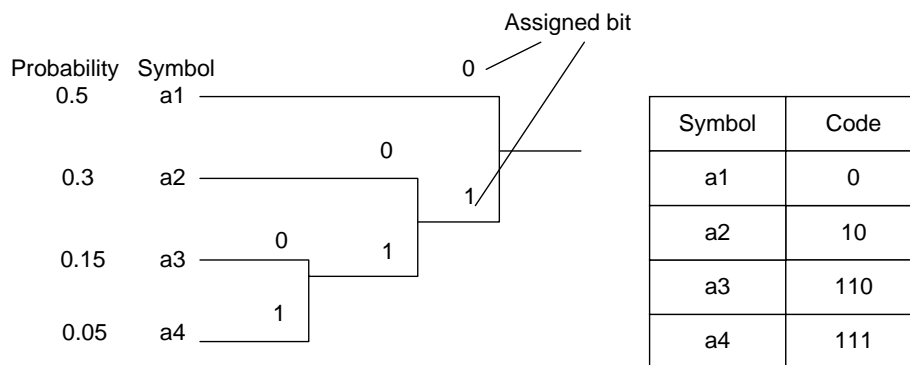 Assigned bit
0
Probability Symbol
0.5 a1
0
0.3 a2
1
0
1
0.15 a3
1
0.05 a4
Symbol Code
a1 0
a2 10
a3 110
a4 111